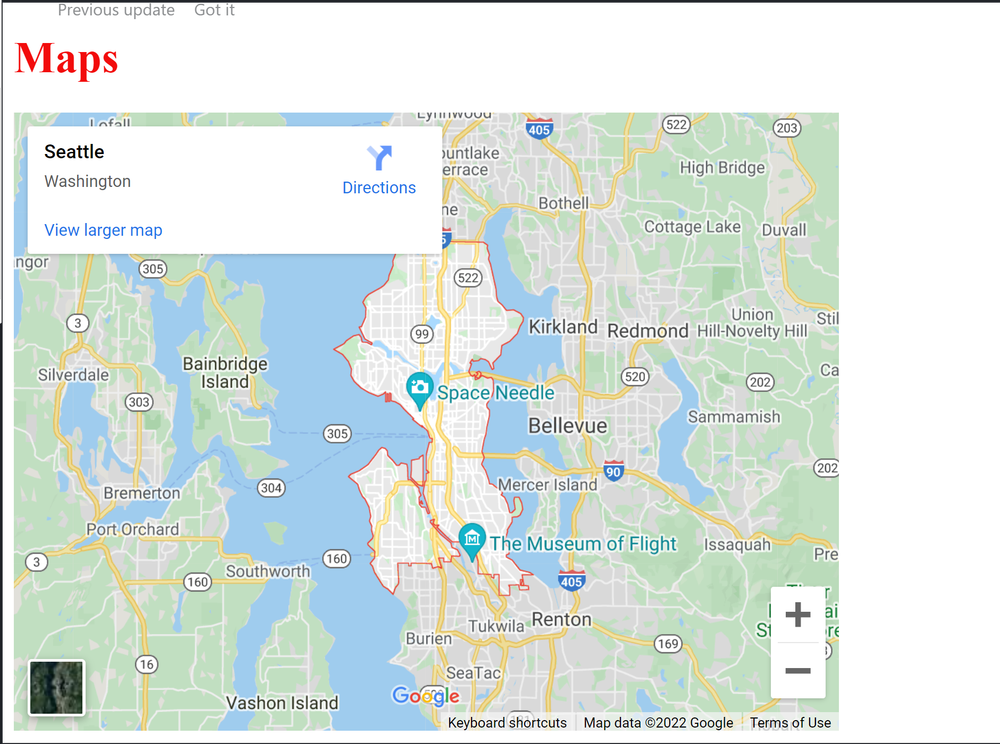 Previous update Got it
Maps
Lofall
Lynnwood
405
522
203
Seattle
Washington
Directions
View larger map
High Bridge
Bothell
Cottage Lake
Duvall
305
522
3
99
Kirkland
Redmond
Union
Hill-Novelty Hill
Bainbridge
Island
Silverdale
303
520
202
Space Needle
Sammamish
305
Bellevue
90
202
304
Mercer Island
Bremerton
Port Orchard
The Museum of Flight
Issaquah
3
160
Southworth
160
405
Renton
Tukwila
Burien
169
16
SeaTac
Vashon Island
Google
509
181
Keyboard shortcuts
Map data ©2022 Google
Terms of Use